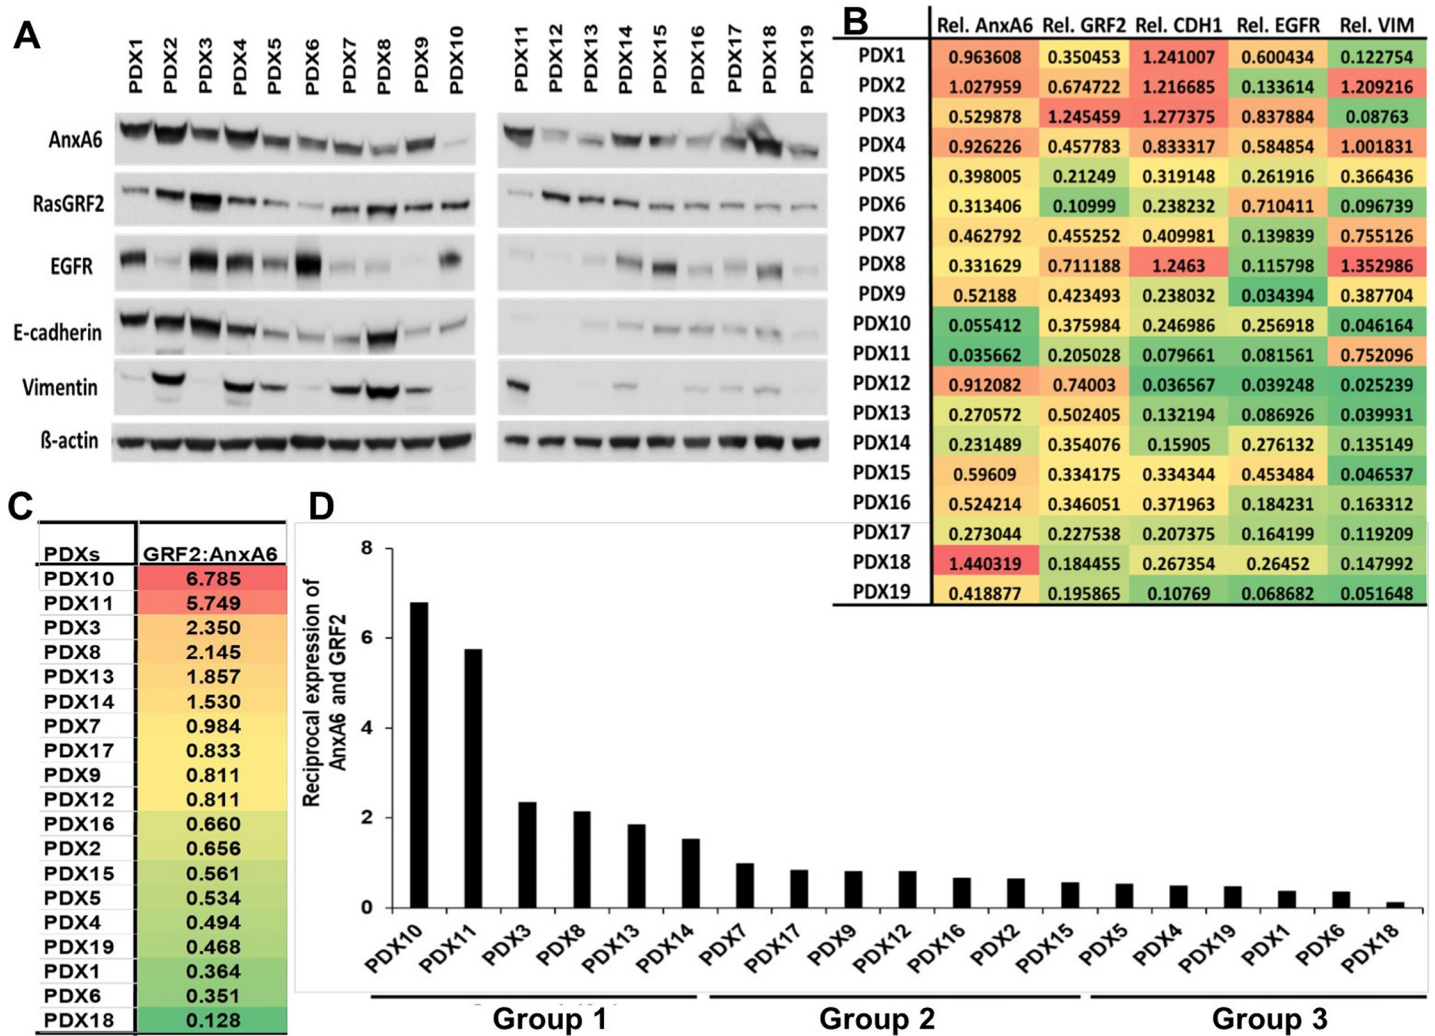 A
PDX1 PDX2 PDX3 PDX4 PDX5 PDX6 PDX7 PDX8 PDX9 PDX10 PDX11 PDX12 PDX13 PDX14 PDX15 PDX16 PDX17 PDX18 PDX19
AnxA6
RasGRF2
EGFR
E-cadherin
Vimentin
ß-actin
B
Rel. AnxA6 Rel. GRF2 Rel. CDH1 Rel. EGFR Rel. VIM
PDX1 0.963608 0.350453 1.241007 0.600434 0.122754
PDX2 1.027959 0.674722 1.216685 0.133614 1.209216
PDX3 0.529878 1.245459 1.277375 0.837884 0.08763
PDX4 0.926226 0.457783 0.833317 0.584854 1.001831
PDX5 0.398005 0.21249 0.319148 0.261916 0.366436
PDX6 0.313406 0.10999 0.238232 0.710411 0.096739
PDX7 0.462792 0.455252 0.409981 0.139839 0.755126
PDX8 0.331629 0.711188 1.2463 0.115798 1.352986
PDX9 0.52188 0.423493 0.238032 0.034394 0.387704
PDX10 0.055412 0.375984 0.246986 0.256918 0.046164
PDX11 0.035662 0.205028 0.079661 0.081561 0.752096
PDX12 0.912082 0.74003 0.036567 0.039248 0.025239
PDX13 0.270572 0.502405 0.132194 0.086926 0.039931
PDX14 0.231489 0.354076 0.15905 0.276132 0.135149
PDX15 0.59609 0.334175 0.334344 0.453484 0.046537
PDX16 0.524214 0.346051 0.371963 0.184231 0.163312
PDX17 0.273044 0.227538 0.207375 0.164199 0.119209
PDX18 1.440319 0.184455 0.267354 0.26452 0.147992
PDX19 0.418877 0.195865 0.10769 0.068682 0.051648
C
PDXs GRF2:AnxA6
PDX10 6.785
PDX11 5.749
PDX3 2.350
PDX8 2.145
PDX13 1.857
PDX14 1.530
PDX7 0.984
PDX17 0.833
PDX9 0.811
PDX12 0.811
PDX16 0.660
PDX2 0.656
PDX15 0.561
PDX5 0.534
PDX4 0.494
PDX19 0.468
PDX1 0.364
PDX6 0.351
PDX18 0.128
D
Reciprocal expression of
AnxA6 and GRF2
8
6
4
2
0
PDX10 PDX11 PDX3 PDX8 PDX13 PDX14 PDX7 PDX17 PDX9 PDX12 PDX16 PDX2 PDX15 PDX5 PDX4 PDX19 PDX1 PDX6 PDX18
Group 1 Group 2 Group 3